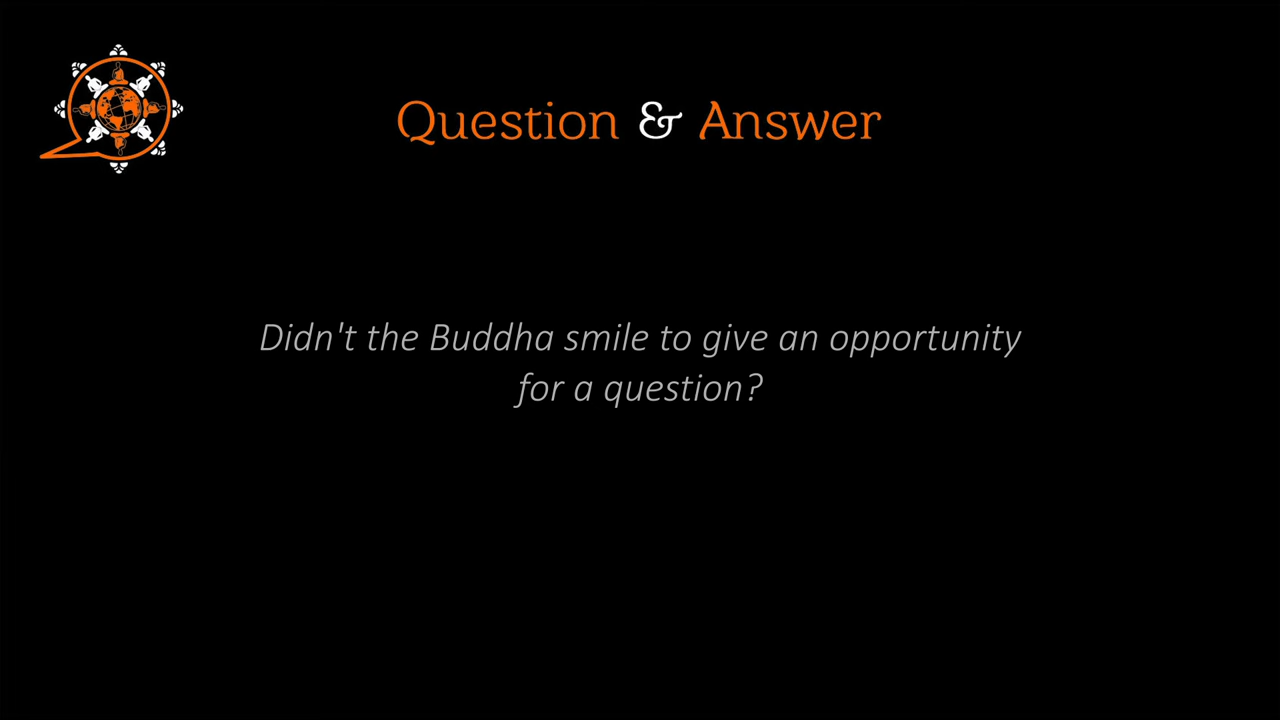 Question & Answer
Didn't the Buddha smile to give an opportunity
for a question?